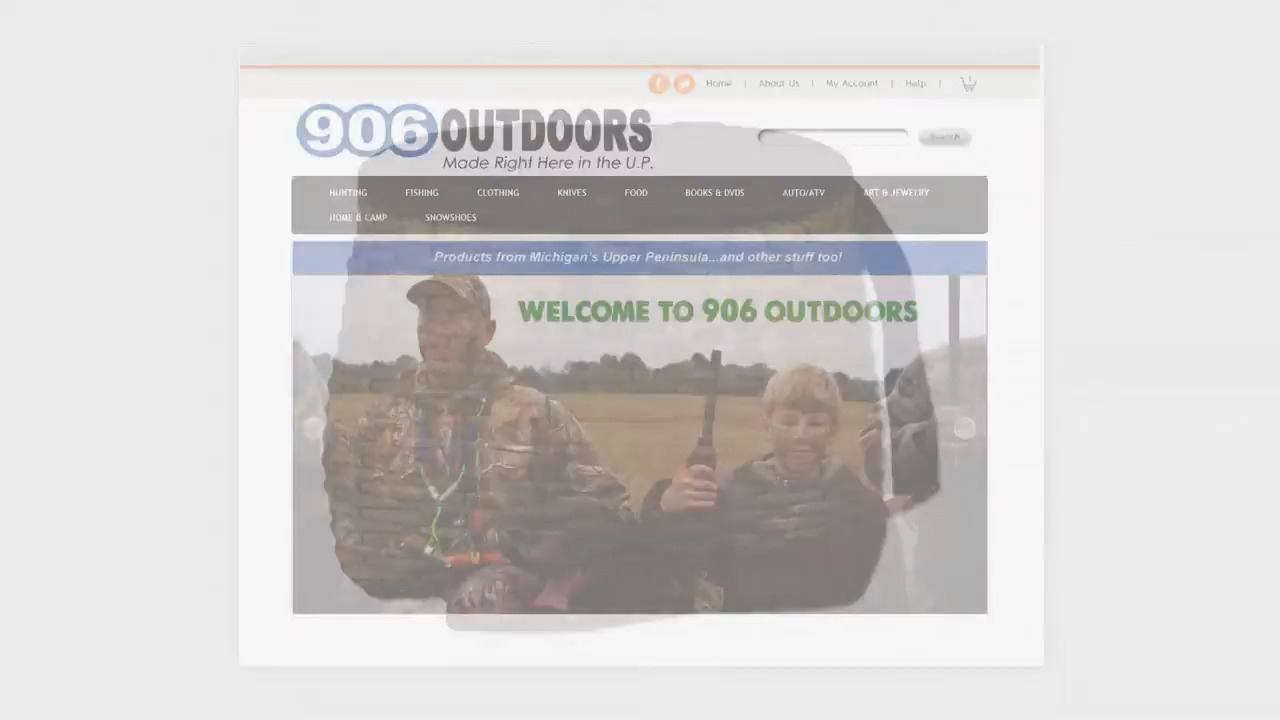 Home | About Us | My Account | Help |
906 OUTDOORS
Made Right Here in the U.P.
Search
HUNTING FISHING CLOTHING KNIVES FOOD BOOKS & DVDS AUTO/ATV ART & JEWELRY
HOME & CAMP SNOWSHOES
Products from Michigan's Upper Peninsula...and other stuff too!
WELCOME TO 906 OUTDOORS